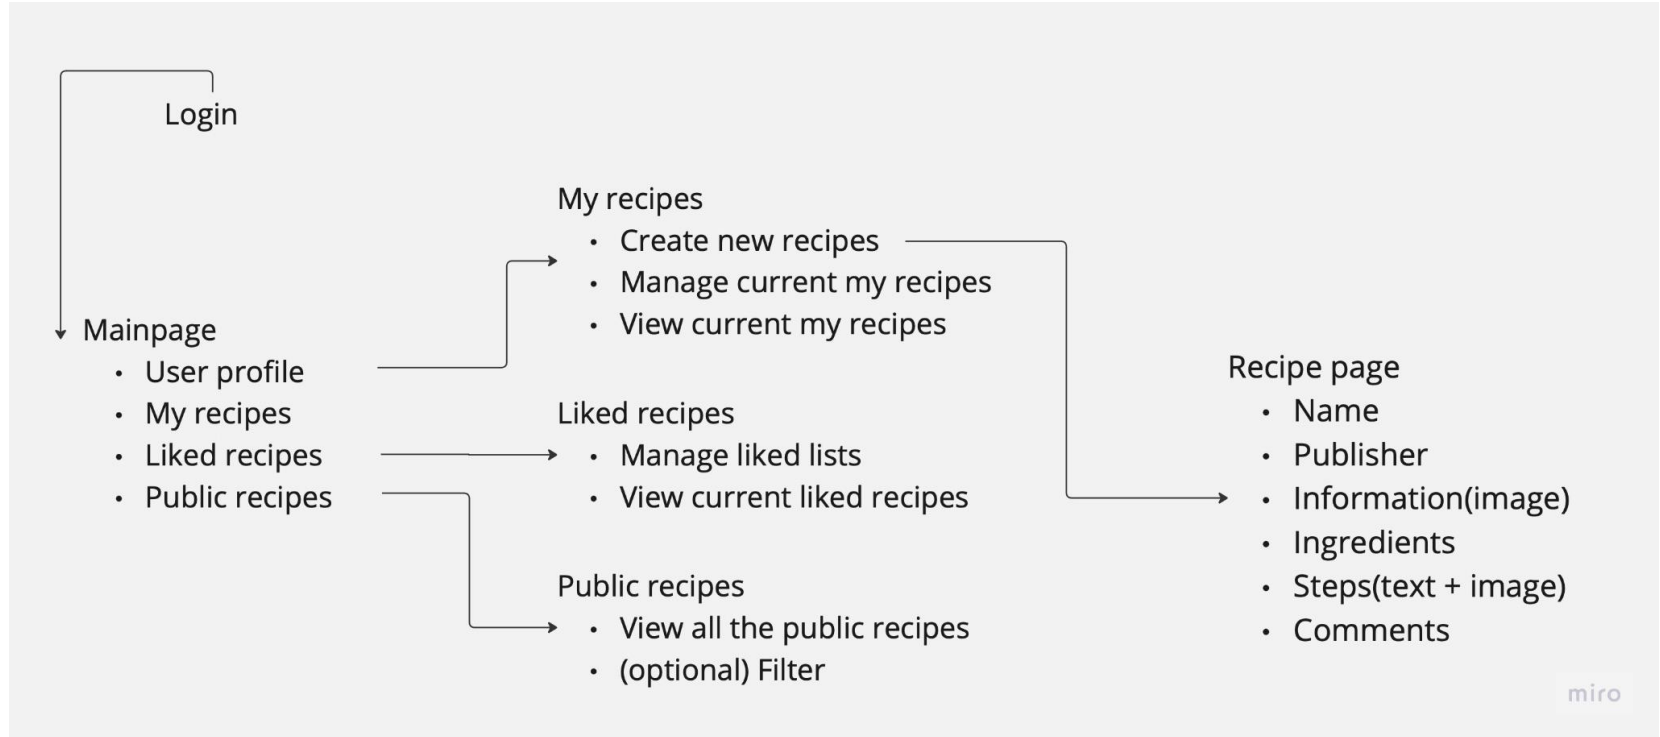 Login
Mainpage
• User profile
• My recipes
• Liked recipes
• Public recipes
My recipes
• Create new recipes
• Manage current my recipes
• View current my recipes
Liked recipes
• Manage liked lists
• View current liked recipes
Public recipes
• View all the public recipes
• (optional) Filter
Recipe page
• Name
• Publisher
• Information(image)
• Ingredients
• Steps(text + image)
• Comments
miro